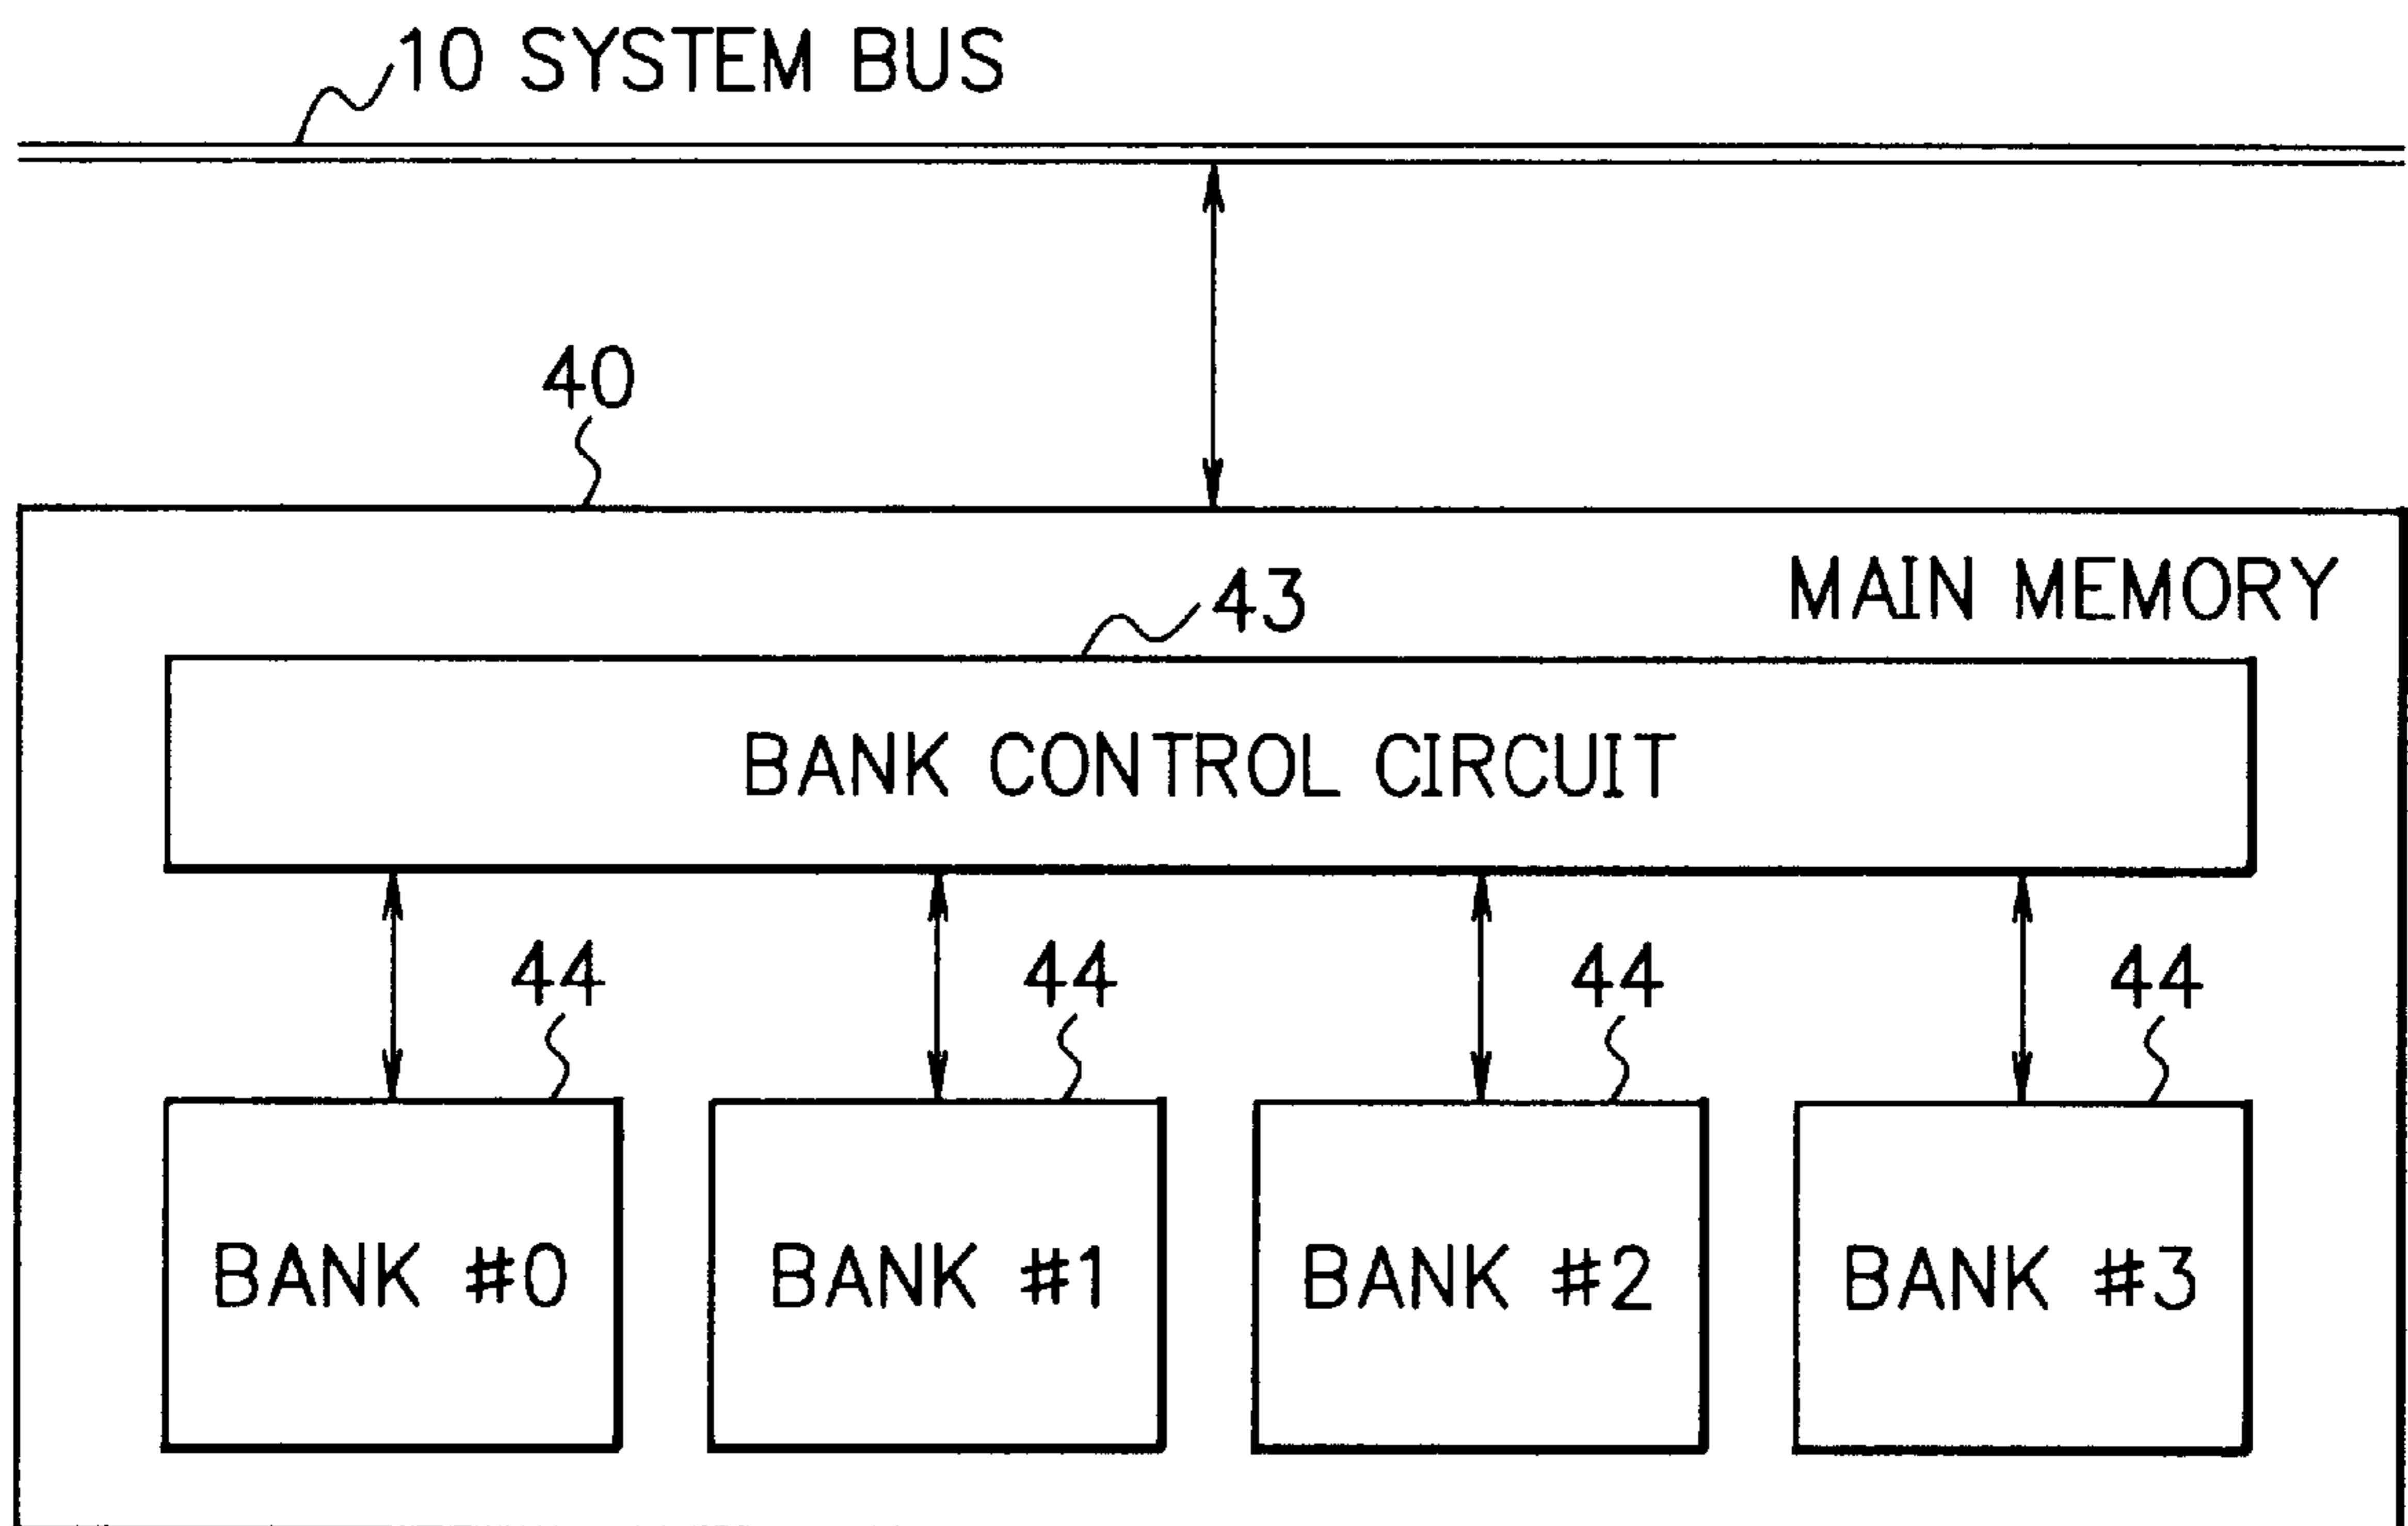 10 SYSTEM BUS
40
MAIN MEMORY
43
BANK CONTROL CIRCUIT
44 44 44 44
BANK #0 BANK #1 BANK #2 BANK #3